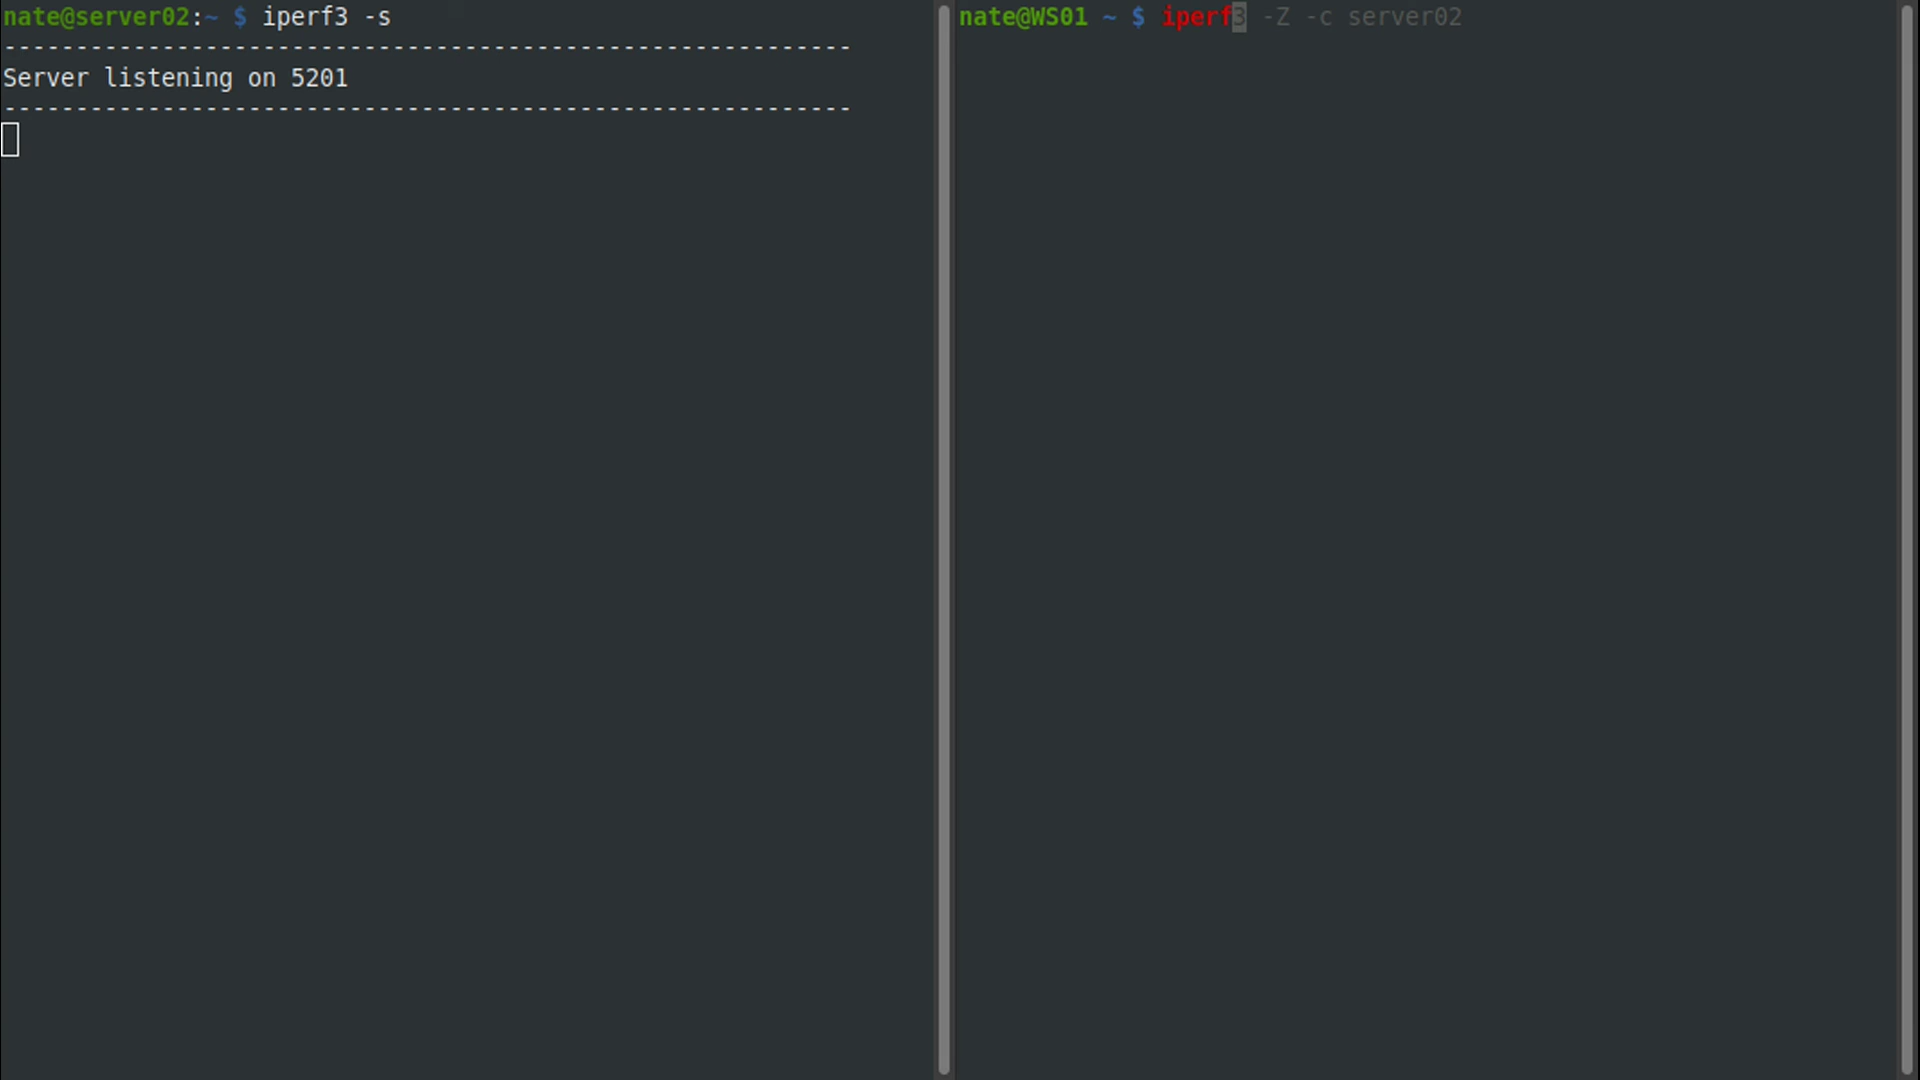 nate@server02:~ $ iperf3 -s
-----------------------------------------------------------
Server listening on 5201
-----------------------------------------------------------
nate@WS01 ~ $ iperf3 -Z -c server02